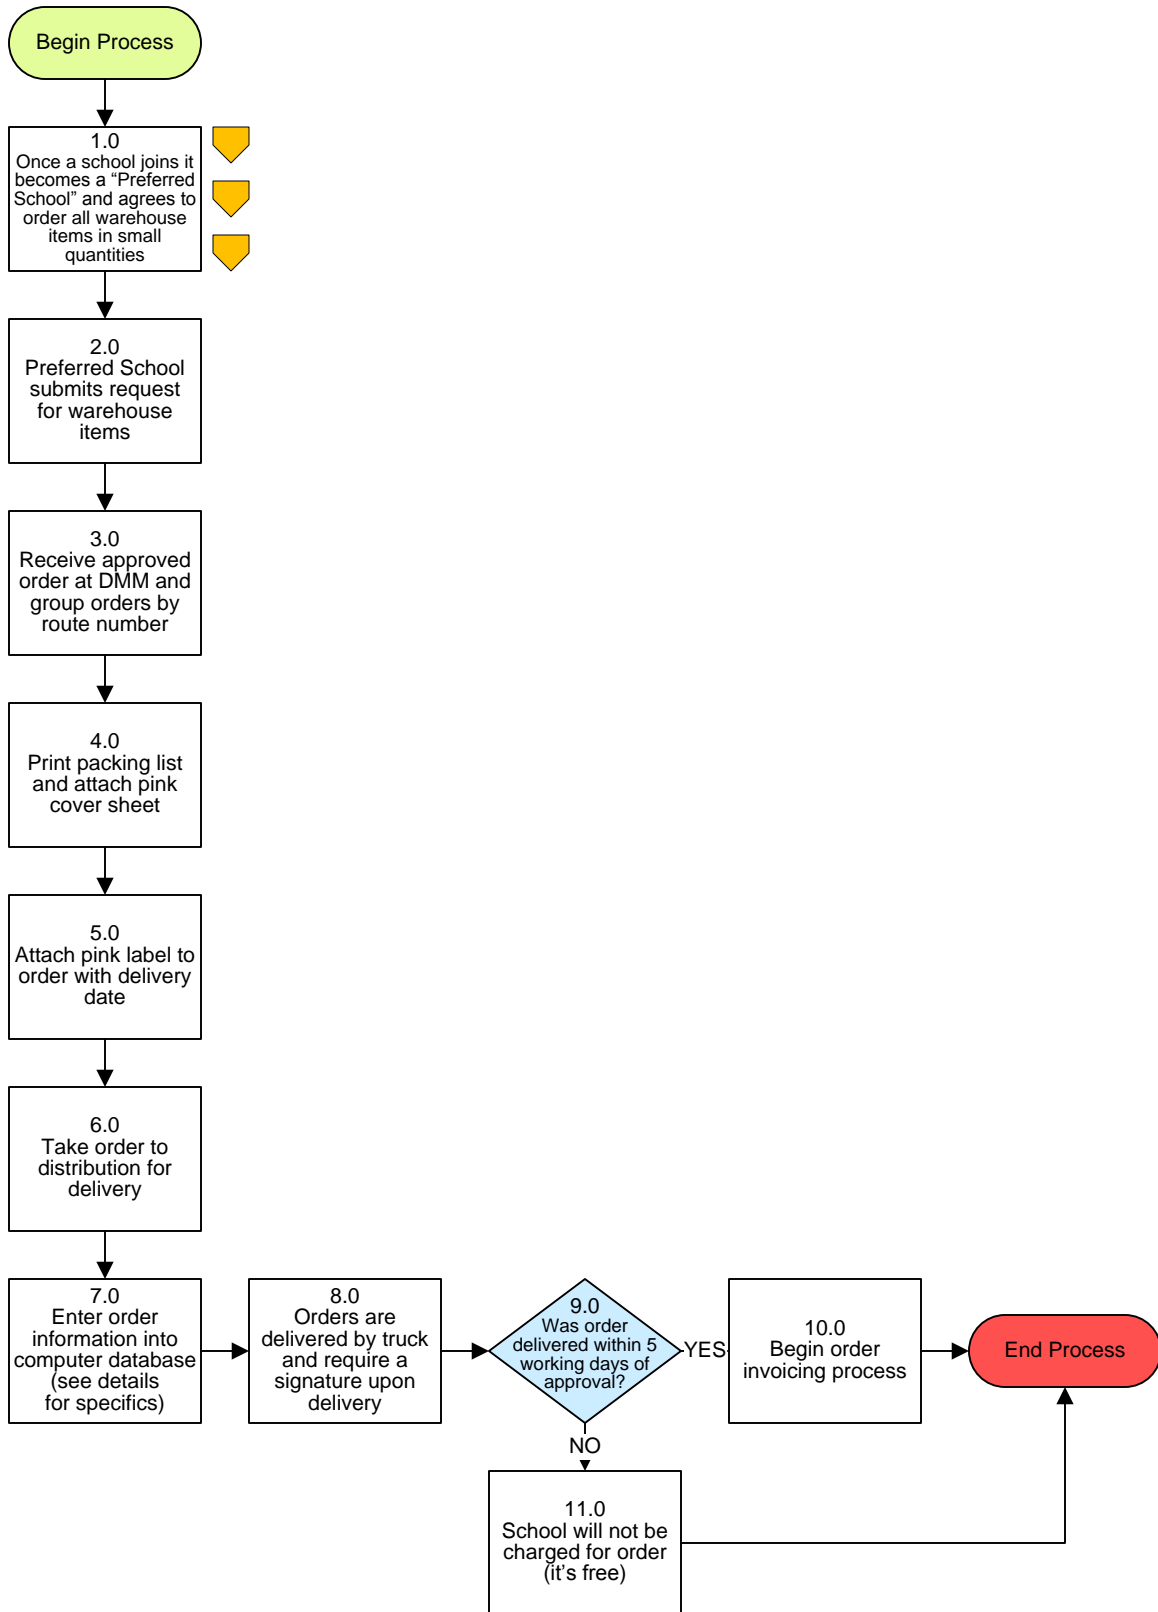 Begin Process
1.0
Once a school joins it
becomes a “Preferred
School” and agrees to
order all warehouse
items in small
quantities
2.0
Preferred School
submits request
for warehouse
items
3.0
Receive approved
order at DMM and
group orders by
route number
4.0
Print packing list
and attach pink
cover sheet
5.0
Attach pink label to
order with delivery
date
6.0
Take order to
distribution for
delivery
7.0
Enter order
information into
computer database
(see details
for specifics)
8.0
Orders are
delivered by truck
and require a
signature upon
delivery
9.0
Was order
delivered within 5
working days of
approval?
YES
10.0
Begin order
invoicing process
End Process
NO
11.0
School will not be
charged for order
(it’s free)